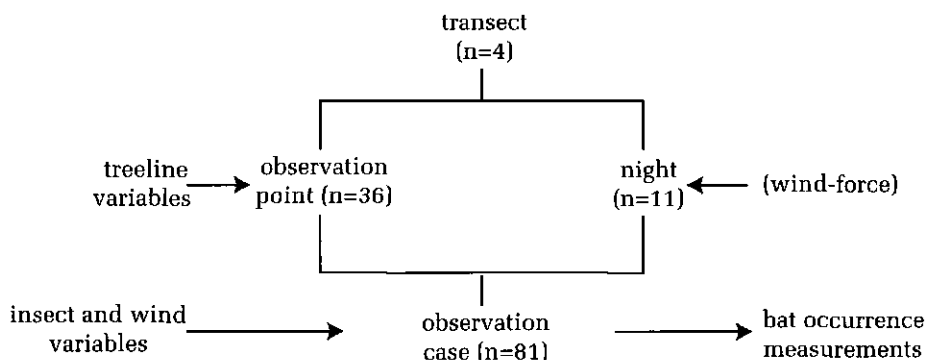 transect
(n=4)
treeline
variables
observation
point (n=36)
night
(n=11)
(wind-force)
insect and wind
variables
observation
case (n=81)
bat occurrence
measurements